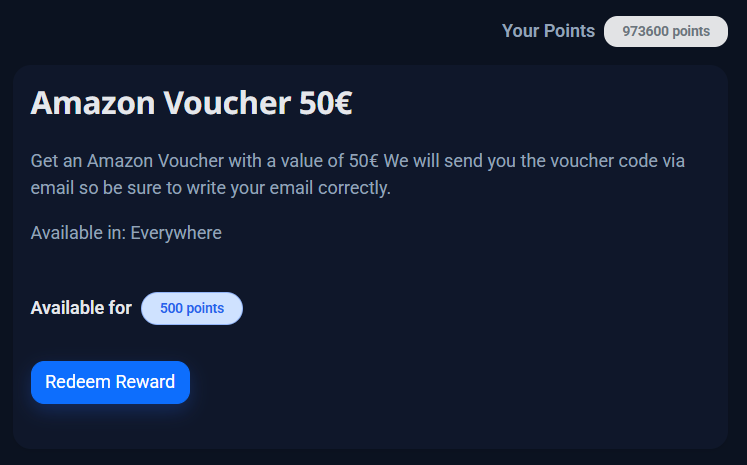 Your Points 973600 points
Amazon Voucher 50€
Get an Amazon Voucher with a value of 50€ We will send you the voucher code via
email so be sure to write your email correctly.
Available in: Everywhere
Available for 500 points
Redeem Reward